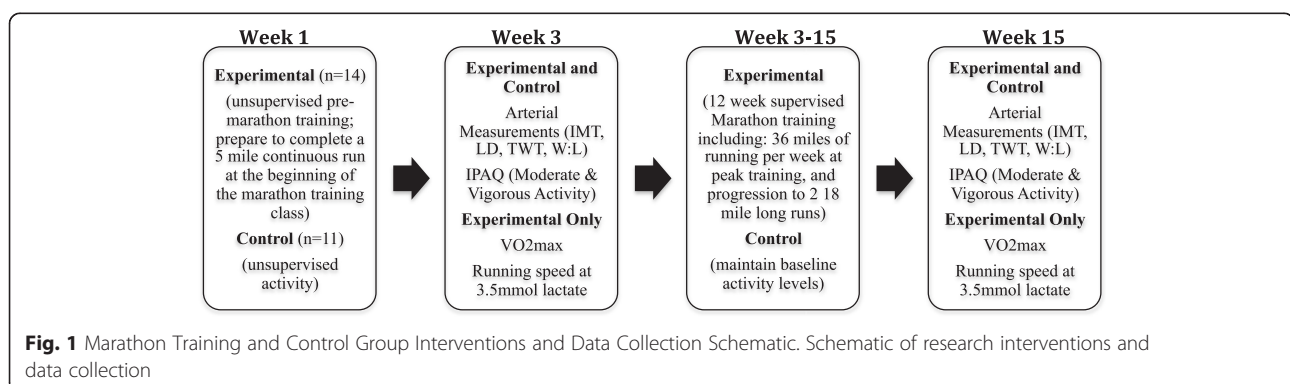 Week 1
Experimental (n=14)
(unsupervised pre-
marathon training;
prepare to complete a
5 mile continuous run
at the beginning of
the marathon training
class)
Control (n=11)
(unsupervised
activity)
Week 3
Experimental and
Control
Arterial
Measurements (IMT,
LD, TWT, W:L)
IPAQ (Moderate &
Vigorous Activity)
Experimental Only
VO2max
Running speed at
3.5mmol lactate
Week 3-15
Experimental
(12 week supervised
Marathon training
including: 36 miles of
running per week at
peak training, and
progression to 2 18
mile long runs)
Control
(maintain baseline
activity levels)
Week 15
Experimental and
Control
Arterial
Measurements (IMT,
LD, TWT, W:L)
IPAQ (Moderate &
Vigorous Activity)
Experimental Only
VO2max
Running speed at
3.5mmol lactate
Fig. 1 Marathon Training and Control Group Interventions and Data Collection Schematic. Schematic of research interventions and
data collection